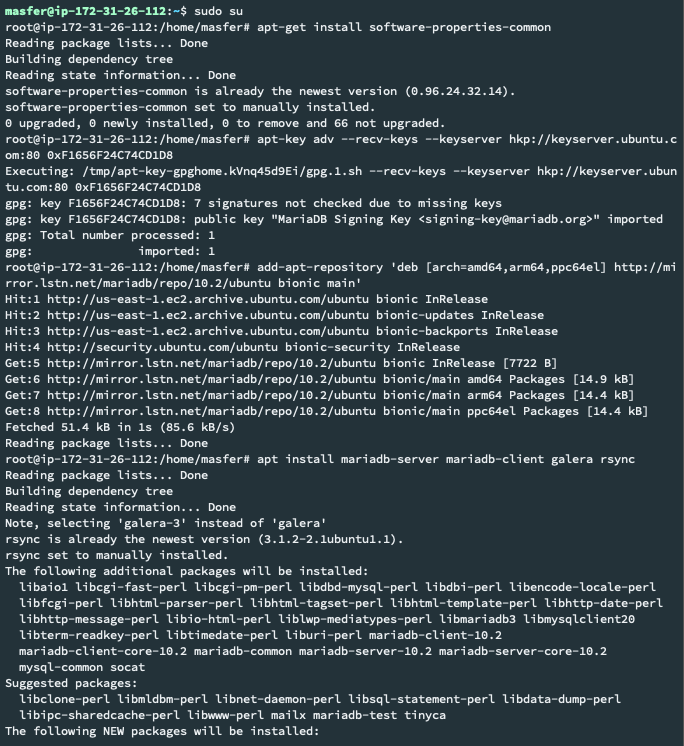 masfer@ip-172-31-26-112:~$ sudo su
root@ip-172-31-26-112:/home/masfer# apt-get install software-properties-common
Reading package lists... Done
Building dependency tree
Reading state information... Done
software-properties-common is already the newest version (0.96.24.32.14).
software-properties-common set to manually installed.
0 upgraded, 0 newly installed, 0 to remove and 66 not upgraded.
root@ip-172-31-26-112:/home/masfer# apt-key adv --recv-keys --keyserver hkp://keyserver.ubuntu.c
om:80 0xF1656F24C74CD1D8
Executing: /tmp/apt-key-gpghome.kVnq45d9Ei/gpg.1.sh --recv-keys --keyserver hkp://keyserver.ubun
tu.com:80 0xF1656F24C74CD1D8
gpg: key F1656F24C74CD1D8: 7 signatures not checked due to missing keys
gpg: key F1656F24C74CD1D8: public key "MariaDB Signing Key <signing-key@mariadb.org>" imported
gpg: Total number processed: 1
gpg:               imported: 1
root@ip-172-31-26-112:/home/masfer# add-apt-repository 'deb [arch=amd64,arm64,ppc64el] http://mi
rror.lstn.net/mariadb/repo/10.2/ubuntu bionic main'
Hit:1 http://us-east-1.ec2.archive.ubuntu.com/ubuntu bionic InRelease
Hit:2 http://us-east-1.ec2.archive.ubuntu.com/ubuntu bionic-updates InRelease
Hit:3 http://us-east-1.ec2.archive.ubuntu.com/ubuntu bionic-backports InRelease
Hit:4 http://security.ubuntu.com/ubuntu bionic-security InRelease
Get:5 http://mirror.lstn.net/mariadb/repo/10.2/ubuntu bionic InRelease [7722 B]
Get:6 http://mirror.lstn.net/mariadb/repo/10.2/ubuntu bionic/main amd64 Packages [14.9 kB]
Get:7 http://mirror.lstn.net/mariadb/repo/10.2/ubuntu bionic/main arm64 Packages [14.4 kB]
Get:8 http://mirror.lstn.net/mariadb/repo/10.2/ubuntu bionic/main ppc64el Packages [14.4 kB]
Fetched 51.4 kB in 1s (85.6 kB/s)
Reading package lists... Done
root@ip-172-31-26-112:/home/masfer# apt install mariadb-server mariadb-client galera rsync
Reading package lists... Done
Building dependency tree
Reading state information... Done
Note, selecting 'galera-3' instead of 'galera'
rsync is already the newest version (3.1.2-2.1ubuntu1.1).
rsync set to manually installed.
The following additional packages will be installed:
  libaio1 libcgi-fast-perl libcgi-pm-perl libdbd-mysql-perl libdbi-perl libencode-locale-perl
  libfcgi-perl libhtml-parser-perl libhtml-tagset-perl libhtml-template-perl libhttp-date-perl
  libhttp-message-perl libio-html-perl liblwp-mediatypes-perl libmariadb3 libmysqlclient20
  libterm-readkey-perl libtimedate-perl liburi-perl mariadb-client-10.2
  mariadb-client-core-10.2 mariadb-common mariadb-server-10.2 mariadb-server-core-10.2
  mysql-common socat
Suggested packages:
  libclone-perl libmldbm-perl libnet-daemon-perl libsql-statement-perl libdata-dump-perl
  libipc-sharedcache-perl libwww-perl mailx mariadb-test tinyca
The following NEW packages will be installed: